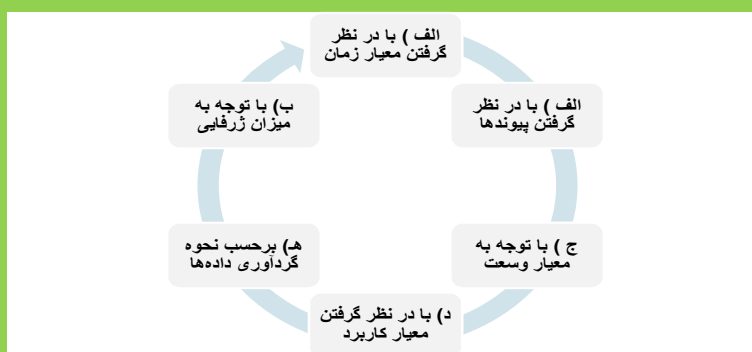 الف ) با در نظر
گرفتن معیار زمان
الف ) با در نظر
گرفتن پیوندها
ج ) با توجه به
معیار وسعت
د) با در نظر گرفتن
معیار کاربرد
هـ) برحسب نحوه
گردآوری داده‌ها
ب) با توجه به
میزان ژرفایی